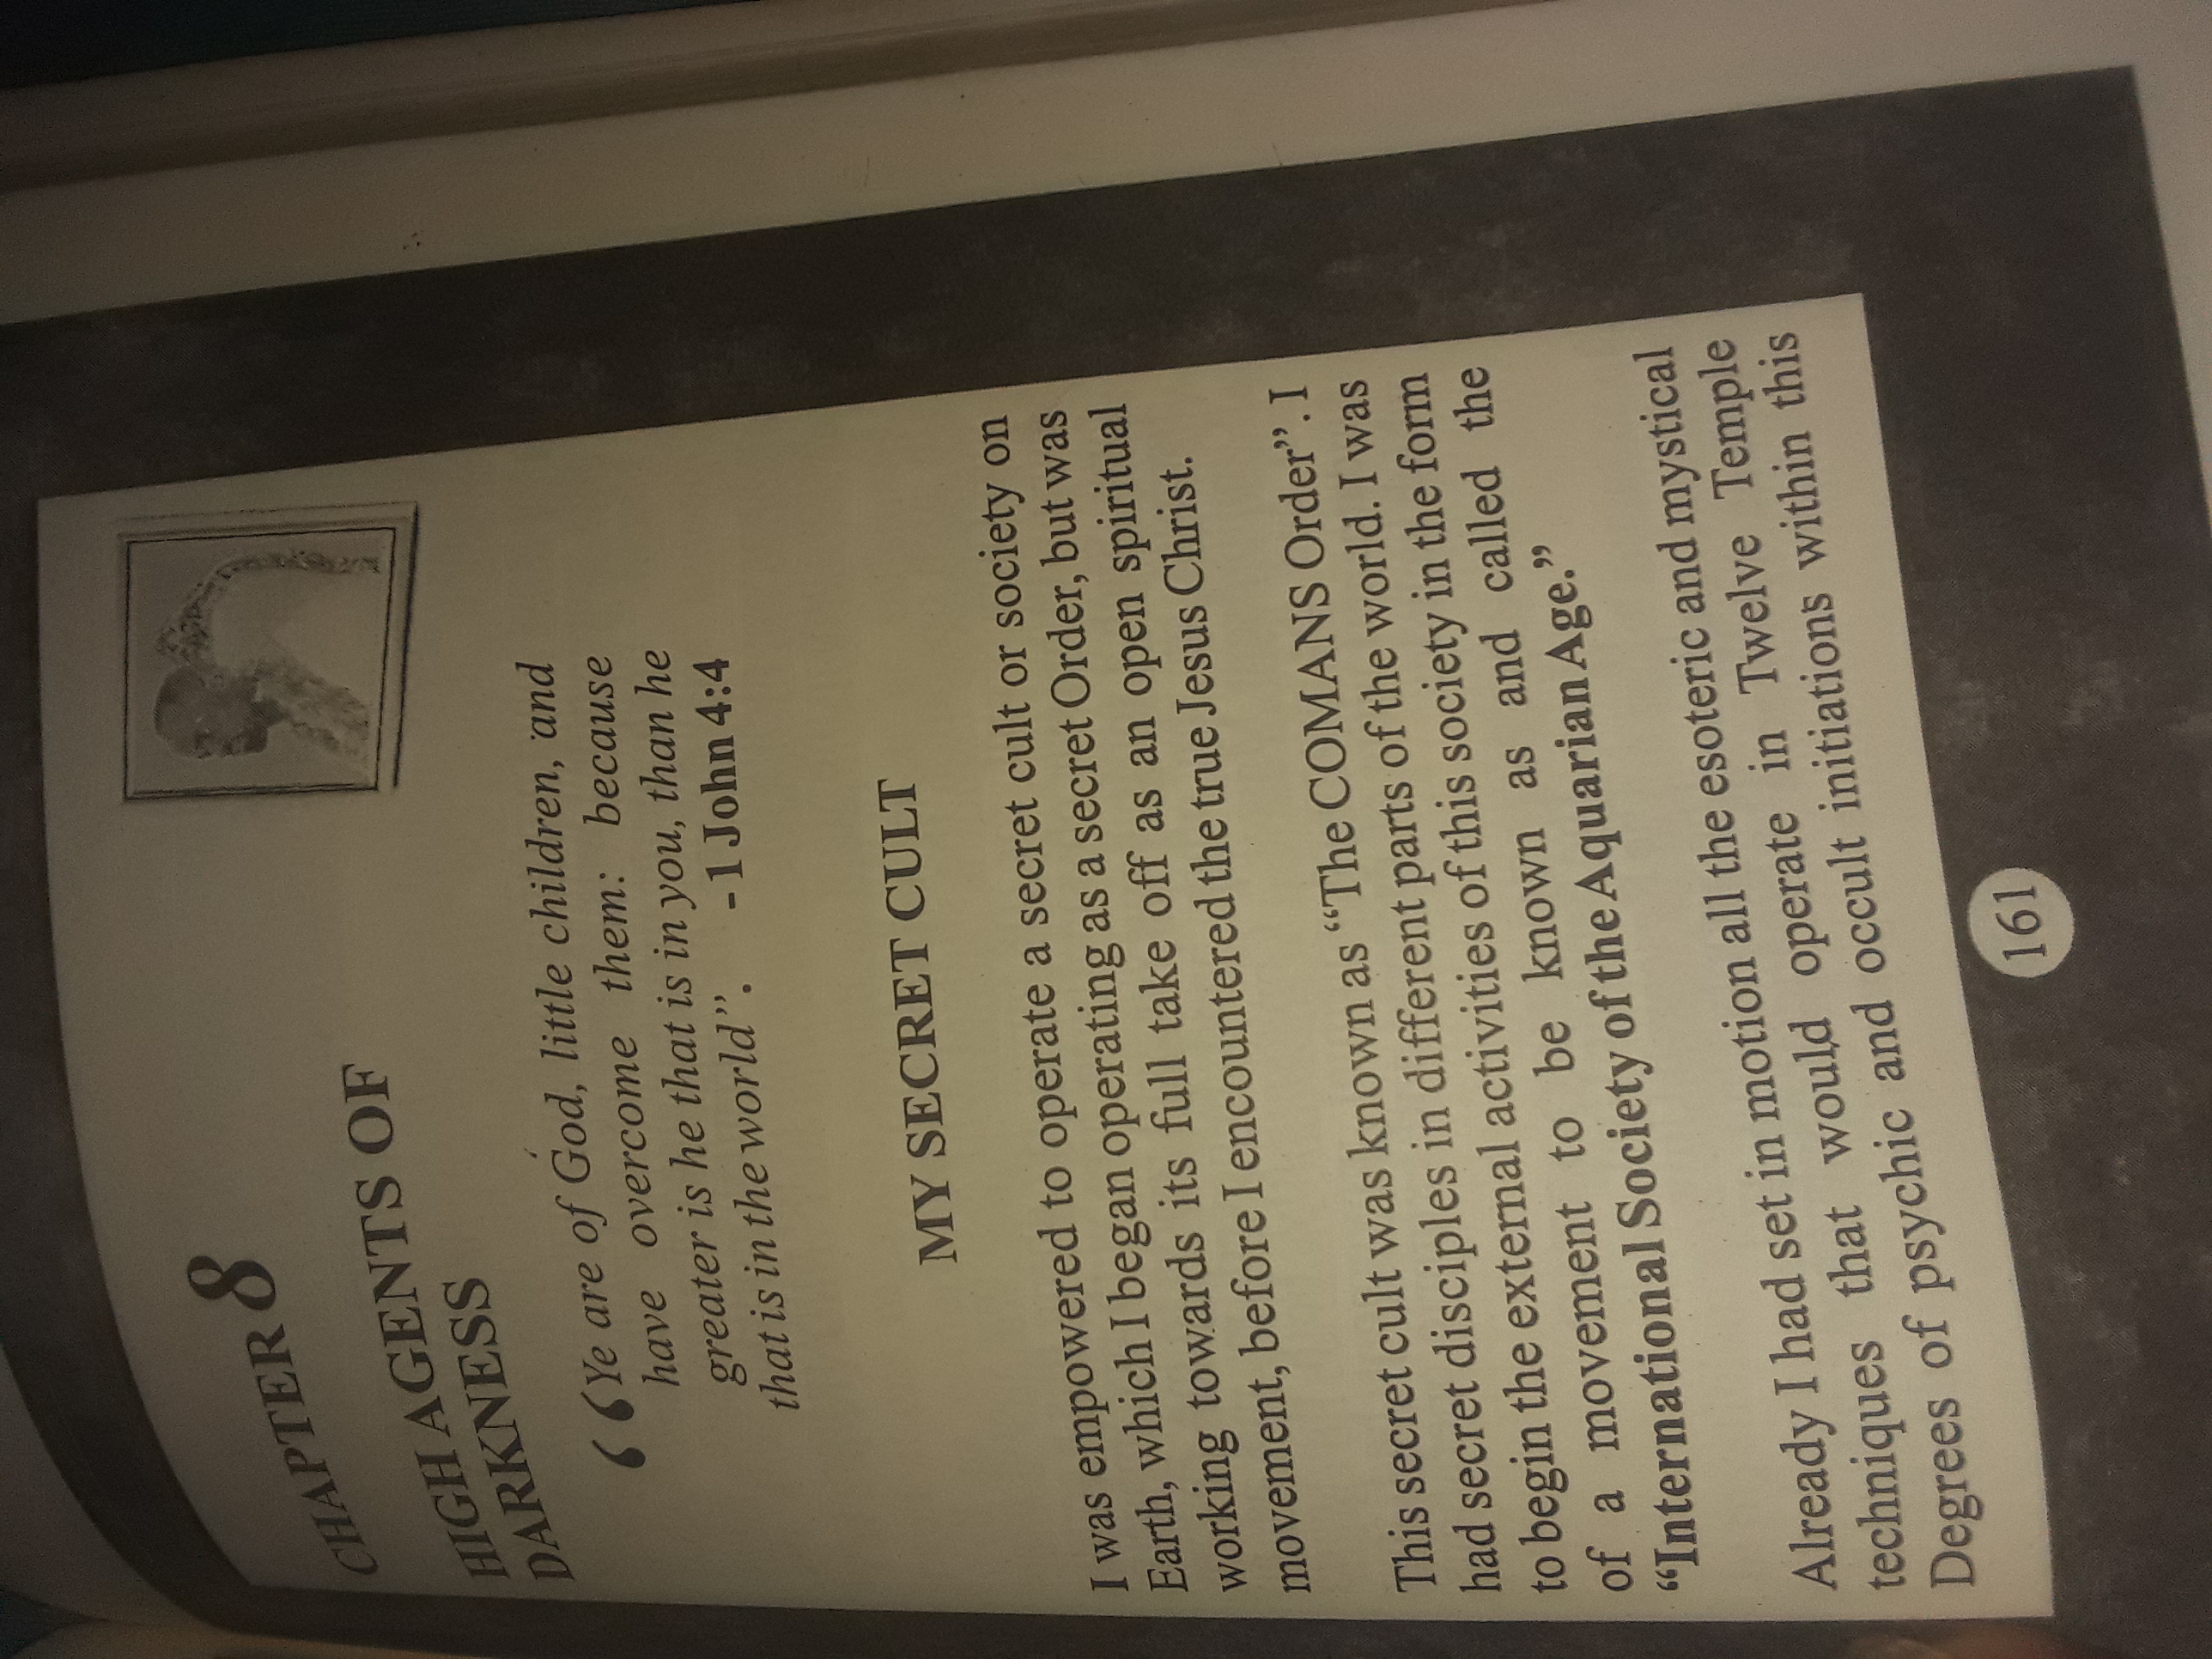 CHAPTER 8
HIGH AGENTS OF
DARKNESS
“Ye are of God, little children, and
have overcome them: because
greater is he that is in you, than he
that is in the world”. - 1 John 4:4
MY SECRET CULT
I was empowered to operate a secret cult or society on
Earth, which I began operating as a secret Order, but was
working towards its full take off as an open spiritual
movement, before I encountered the true Jesus Christ.
This secret cult was known as “The COMANS Order”. I
had secret disciples in different parts of the world. I was
to begin the external activities of this society in the form
of a movement to be known as and called the
“International Society of the Aquarian Age.”
Already I had set in motion all the esoteric and mystical
techniques that would operate in Twelve Temple
Degrees of psychic and occult initiations within this
161